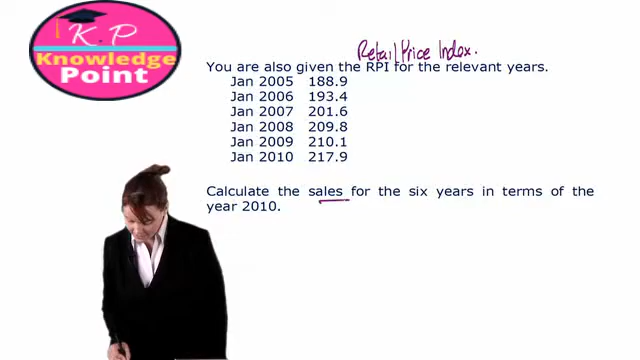 K.P
Knowledge
Point
Retail Price Index.
You are also given the RPI for the relevant years.
Jan 2005 188.9
Jan 2006 193.4
Jan 2007 201.6
Jan 2008 209.8
Jan 2009 210.1
Jan 2010 217.9
Calculate the sales for the six years in terms of the
year 2010.